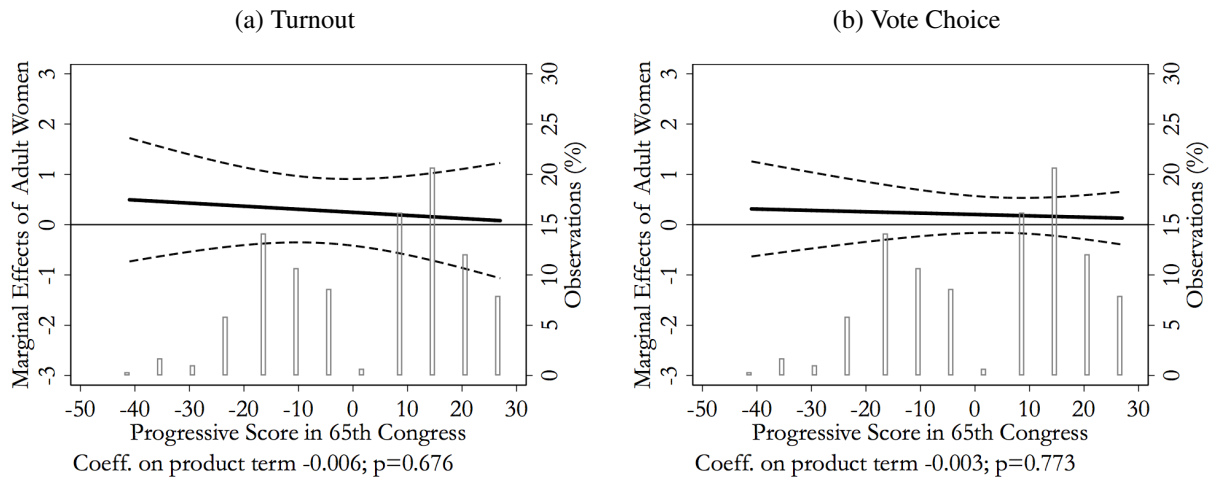 (a) Turnout
Marginal Effects of Adult Women
3
2
1
0
-1
-2
-3
30
25
20
15
10
5
0
Observations (%)
-50 -40 -30 -20 -10 0 10 20 30
Progressive Score in 65th Congress
Coeff. on product term -0.006; p=0.676
(b) Vote Choice
Marginal Effects of Adult Women
3
2
1
0
-1
-2
-3
30
25
20
15
10
5
0
Observations (%)
-50 -40 -30 -20 -10 0 10 20 30
Progressive Score in 65th Congress
Coeff. on product term -0.003; p=0.773